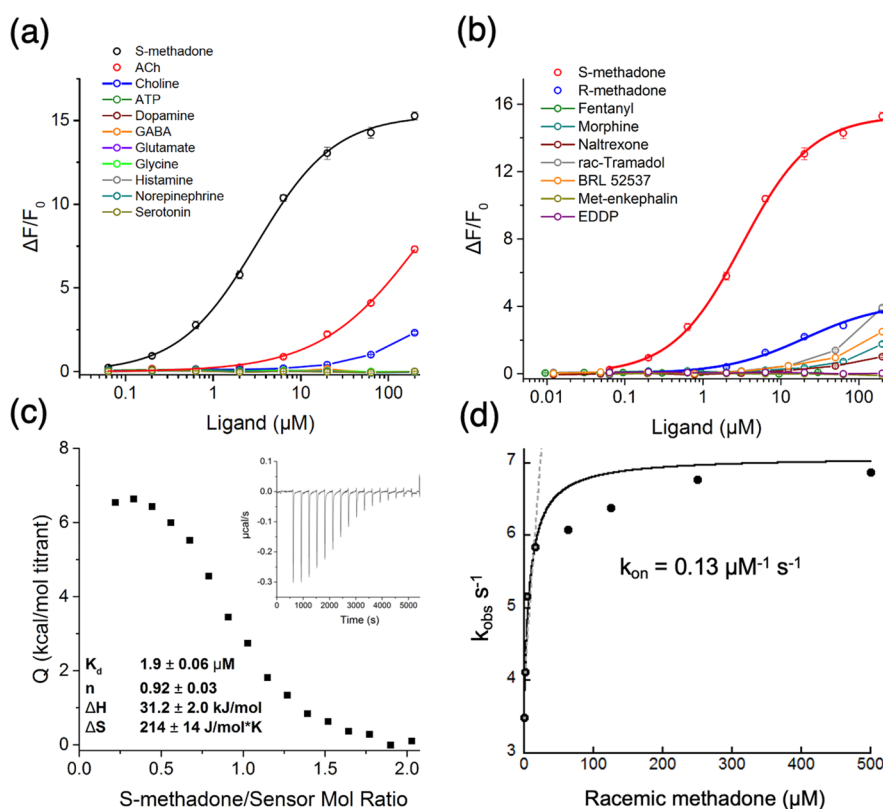 (a)
S-methadone
ACh
Choline
ATP
Dopamine
GABA
Glutamate
Glycine
Histamine
Norepinephrine
Serotonin
15
10
5
0
ΔF/F0
0.1
1
10
100
Ligand (µM)
(b)
S-methadone
R-methadone
Fentanyl
Morphine
Naltrexone
rac-Tramadol
BRL 52537
Met-enkephalin
EDDP
16
12
8
4
0
ΔF/F0
0.01
0.1
1
10
100
Ligand (µM)
(c)
8
6
4
2
0
Q (kcal/mol titrant)
0.1
0.0
-0.1
-0.2
-0.3
µcal/s
0 1000 2000 3000 4000 5000
Time (s)
Kd 1.9 ± 0.06 µM
n 0.92 ± 0.03
ΔH 31.2 ± 2.0 kJ/mol
ΔS 214 ± 14 J/mol*K
0.0 0.5 1.0 1.5 2.0
S-methadone/Sensor Mol Ratio
(d)
7
6
5
4
3
kobs s-1
kon = 0.13 µM-1 s-1
0 100 200 300 400 500
Racemic methadone (µM)